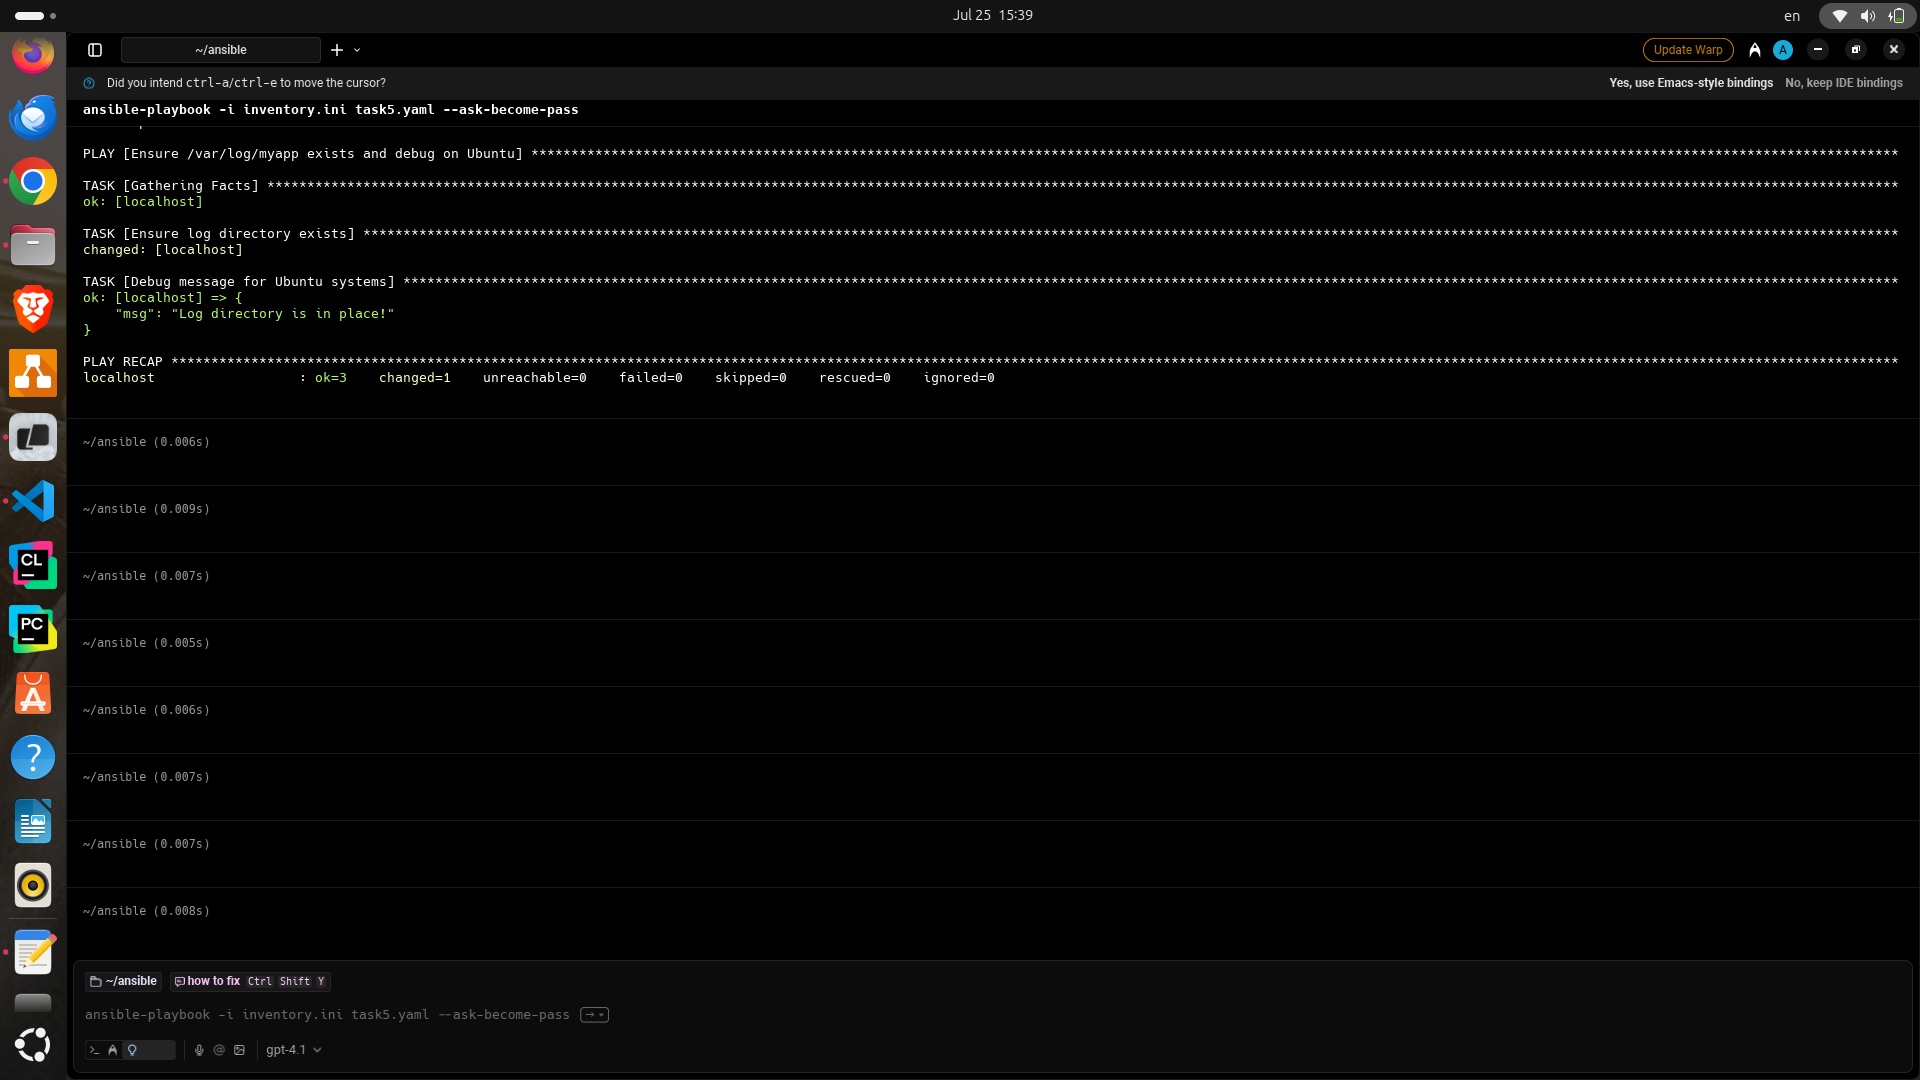 Jul 25 15:39
en
~/ansible
Update Warp
A
Did you intend ctrl-a/ctrl-e to move the cursor?
Yes, use Emacs-style bindings No, keep IDE bindings
ansible-playbook -i inventory.ini task5.yaml --ask-become-pass
PLAY [Ensure /var/log/myapp exists and debug on Ubuntu] ***************************************************************************************************************************************************************************
TASK [Gathering Facts] ************************************************************************************************************************************************************************************************************
ok: [localhost]
TASK [Ensure log directory exists] ************************************************************************************************************************************************************************************************
changed: [localhost]
TASK [Debug message for Ubuntu systems] *******************************************************************************************************************************************************************************************
ok: [localhost] => {
"msg": "Log directory is in place!"
}
PLAY RECAP ************************************************************************************************************************************************************************************************************************
localhost : ok=3 changed=1 unreachable=0 failed=0 skipped=0 rescued=0 ignored=0
~/ansible (0.006s)
~/ansible (0.009s)
~/ansible (0.007s)
~/ansible (0.005s)
~/ansible (0.006s)
~/ansible (0.007s)
~/ansible (0.007s)
~/ansible (0.008s)
CL
PC
A
?
~/ansible how to fix Ctrl Shift Y
ansible-playbook -i inventory.ini task5.yaml --ask-become-pass
gpt-4.1